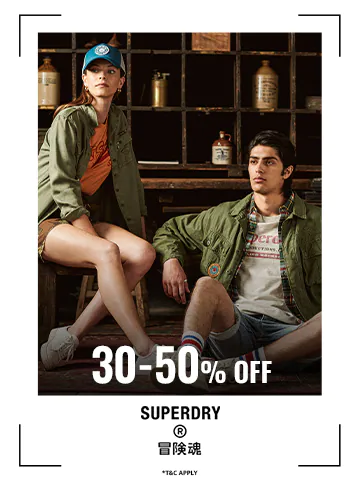 30-50% OFF
SUPERDRY
®
冒険魂
*T&C APPLY